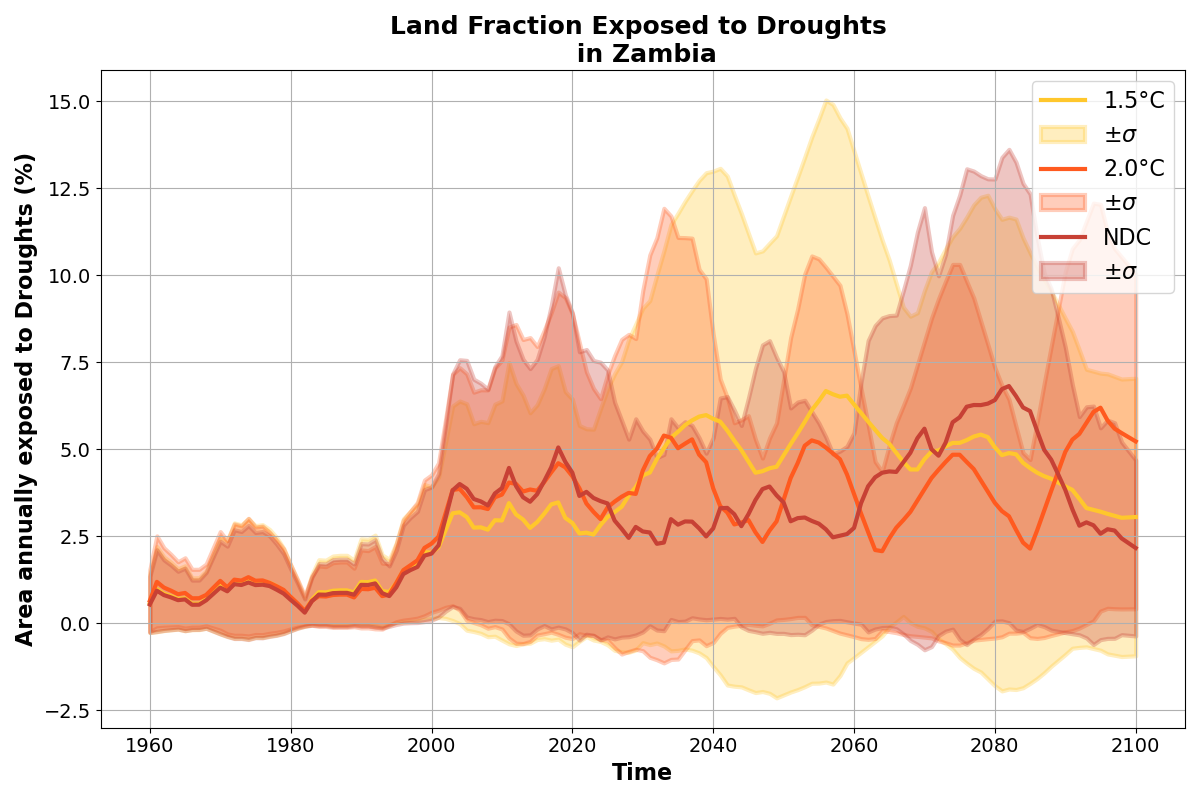 Land Fraction Exposed to Droughts
in Zambia
Area annually exposed to Droughts (%)
15.0
12.5
10.0
7.5
5.0
2.5
0.0
−2.5
1.5°C
±σ
2.0°C
±σ
NDC
±σ
1960
1980
2000
2020
2040
2060
2080
2100
Time